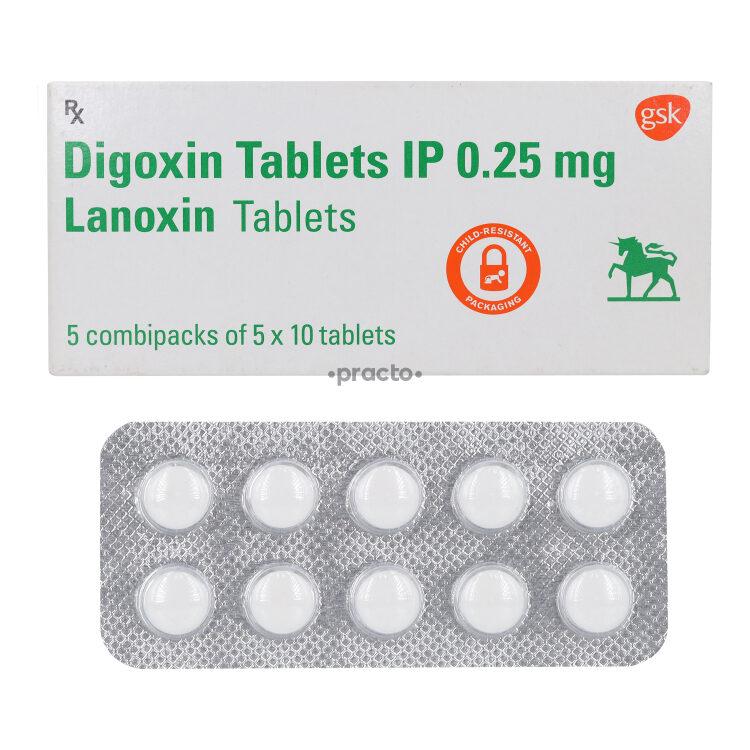 Rx
gsk
Digoxin Tablets IP 0.25 mg
Lanoxin Tablets
CHILD-RESISTANT
PACKAGING
5 combipacks of 5 x 10 tablets
•practo•